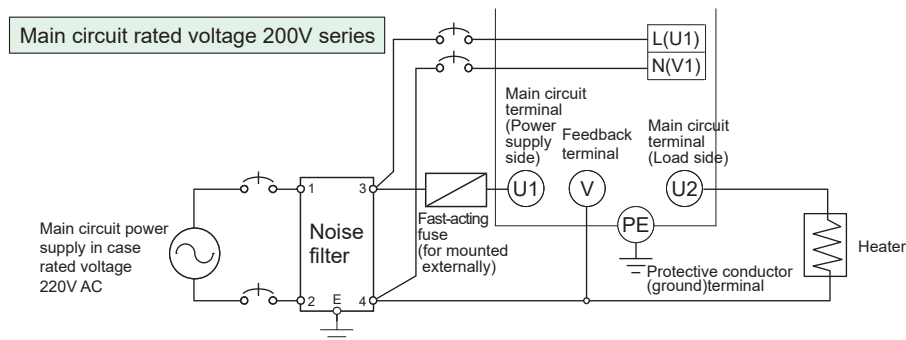 Main circuit rated voltage 200V series
L(U1)
N(V1)
Main circuit
terminal
(Power
supply
side)
Feedback
terminal
Main circuit
terminal
(Load side)
U1
V
U2
PE
1
3
Noise
filter
2
E
4
Fast-acting
fuse
(for mounted
externally)
Main circuit power
supply in case
rated voltage
220V AC
Heater
Protective conductor
(ground)terminal